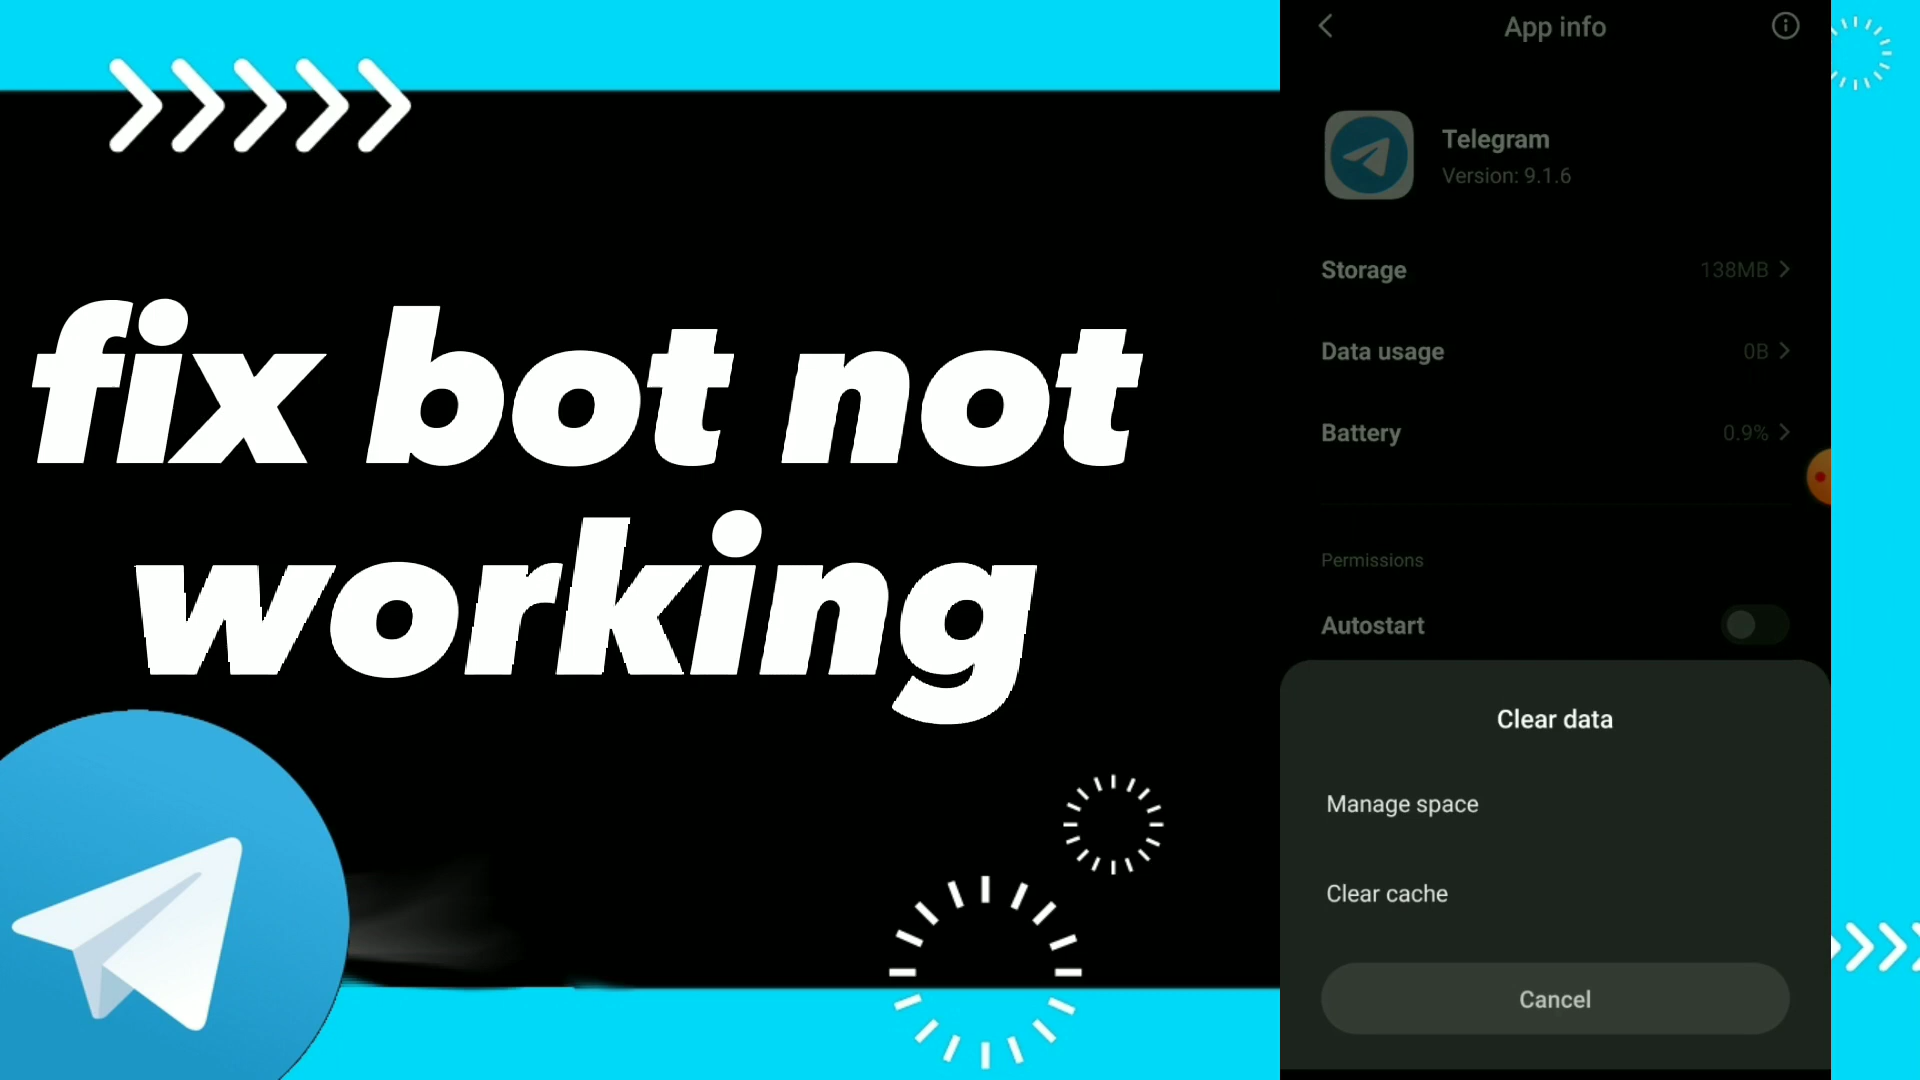 fix bot not
working
App info
Telegram
Version: 9.1.6
Storage 138MB
Data usage 0B
Battery 0.9%
Permissions
Autostart
Clear data
Manage space
Clear cache
Cancel